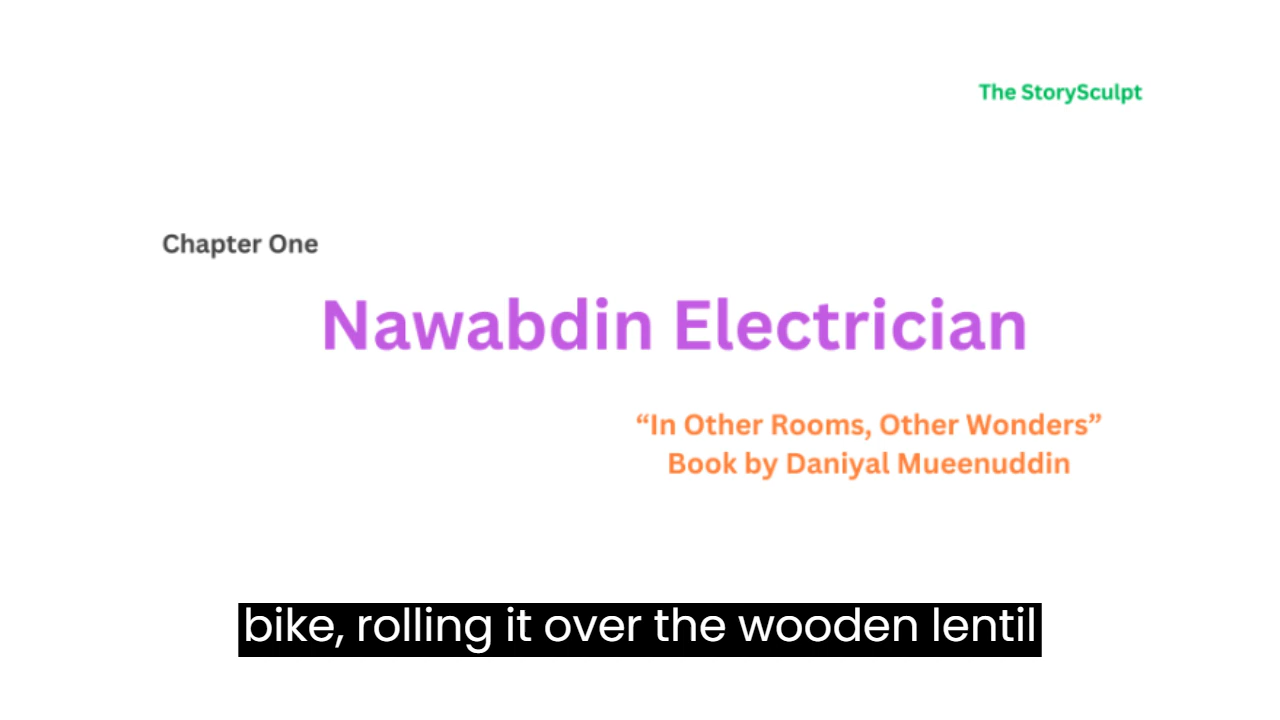 The StorySculpt
Chapter One
Nawabdin Electrician
“In Other Rooms, Other Wonders”
Book by Daniyal Mueenuddin
bike, rolling it over the wooden lentil